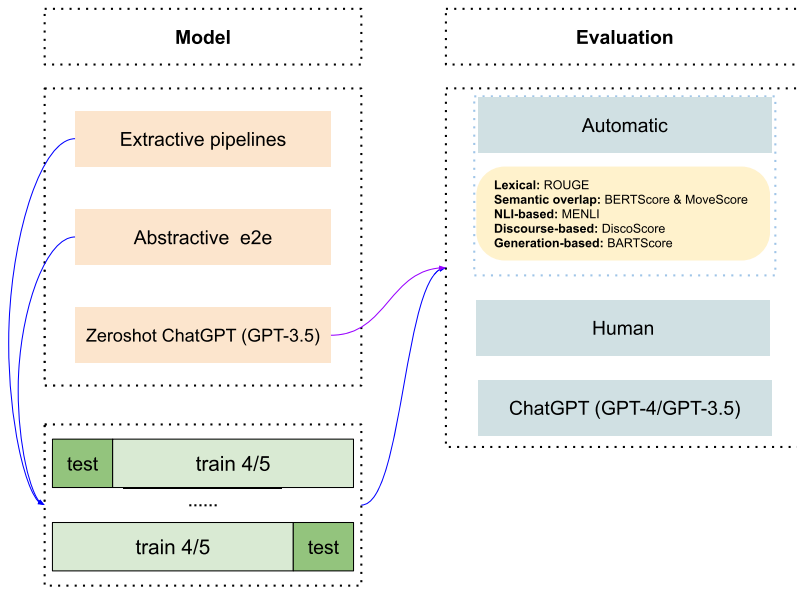 Model
Extractive pipelines
Abstractive e2e
Zeroshot ChatGPT (GPT-3.5)
test
train 4/5
......
train 4/5
test
Evaluation
Automatic
Lexical: ROUGE
Semantic overlap: BERTScore & MoveScore
NLI-based: MENLI
Discourse-based: DiscoScore
Generation-based: BARTScore
Human
ChatGPT (GPT-4/GPT-3.5)